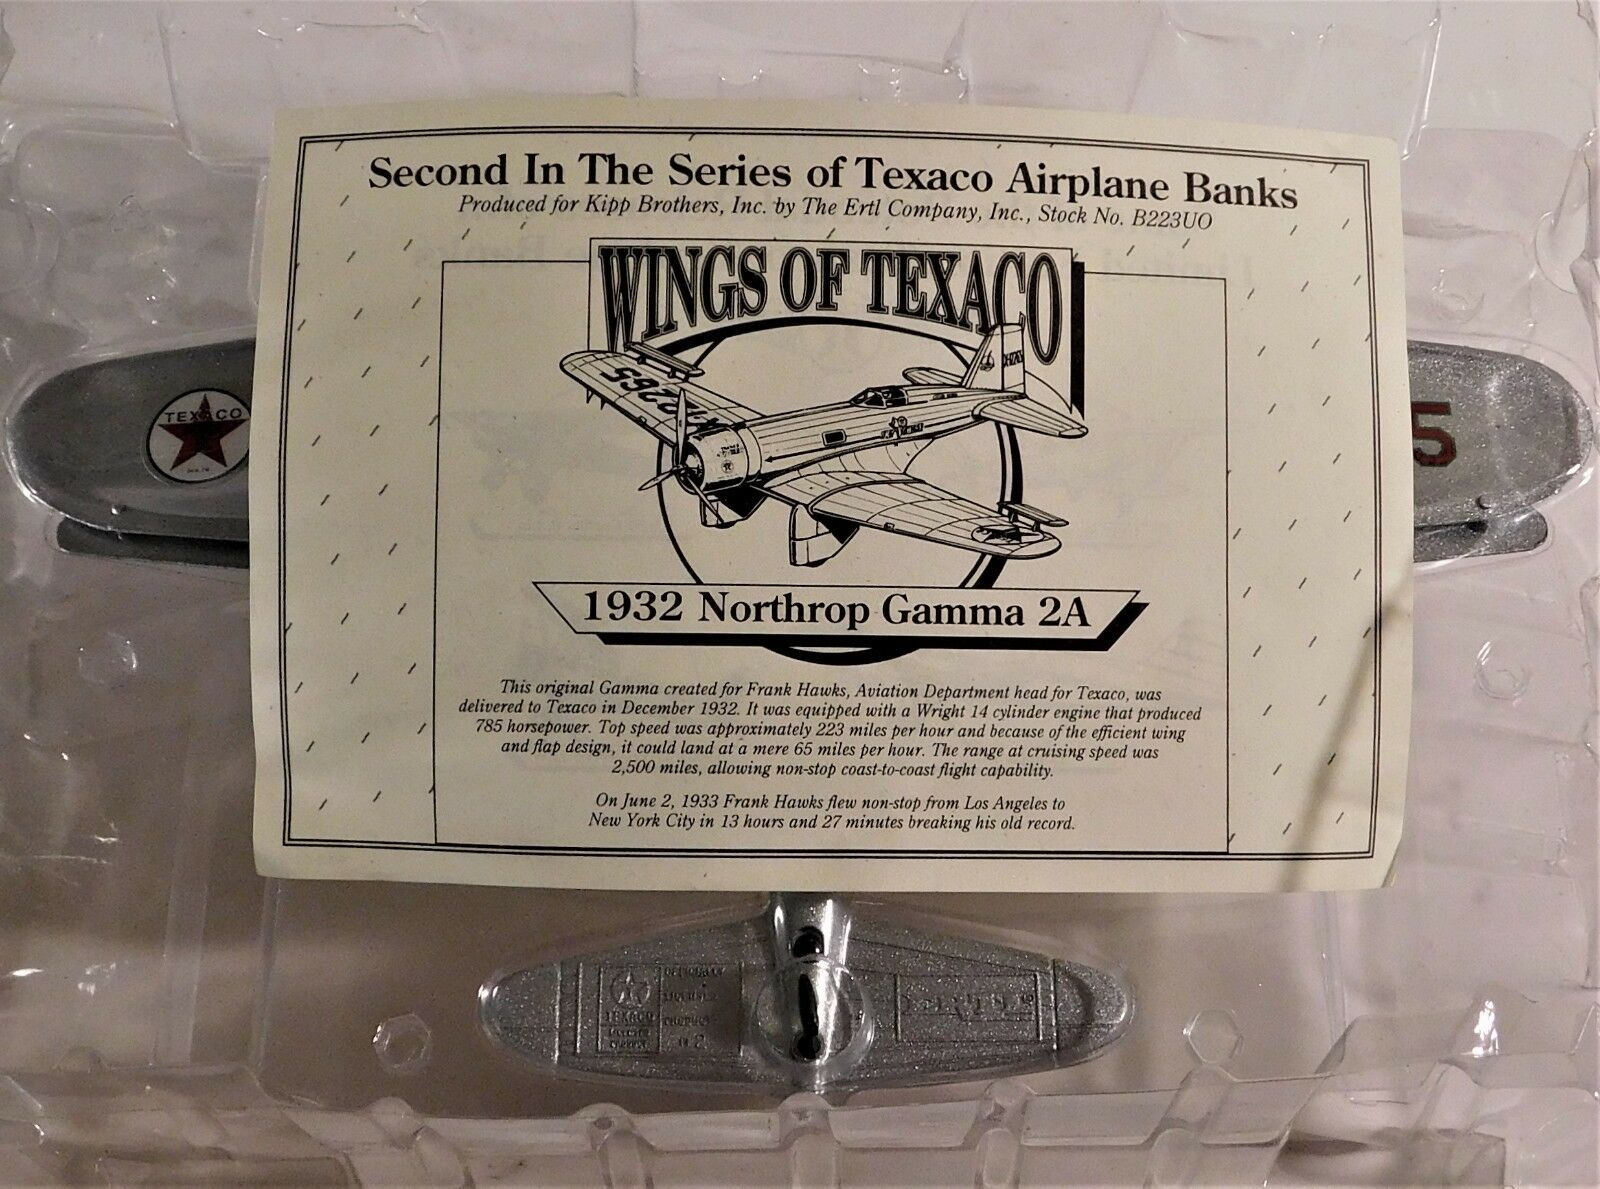 Second In The Series of Texaco Airplane Banks
Produced for Kipp Brothers, Inc. by The Ertl Company, Inc., Stock No. B223UO
WINGS OF TEXACO
1932 Northrop Gamma 2A
This original Gamma created for Frank Hawks, Aviation Department head for Texaco, was
delivered to Texaco in December 1932. It was equipped with a Wright 14 cylinder engine that produced
785 horsepower. Top speed was approximately 223 miles per hour and because of the efficient wing
and flap design, it could land at a mere 65 miles per hour. The range at cruising speed was
2,500 miles, allowing non-stop coast-to-coast flight capability.
On June 2, 1933 Frank Hawks flew non-stop from Los Angeles to
New York City in 13 hours and 27 minutes breaking his old record.
TEXACO
5
TEXACO